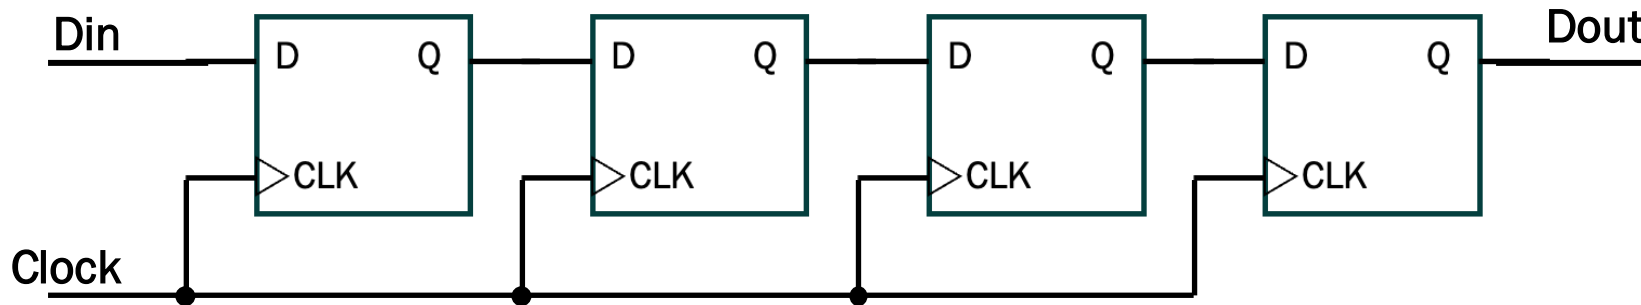 Din
D Q D Q D Q D Q
Dout
CLK CLK CLK CLK
Clock